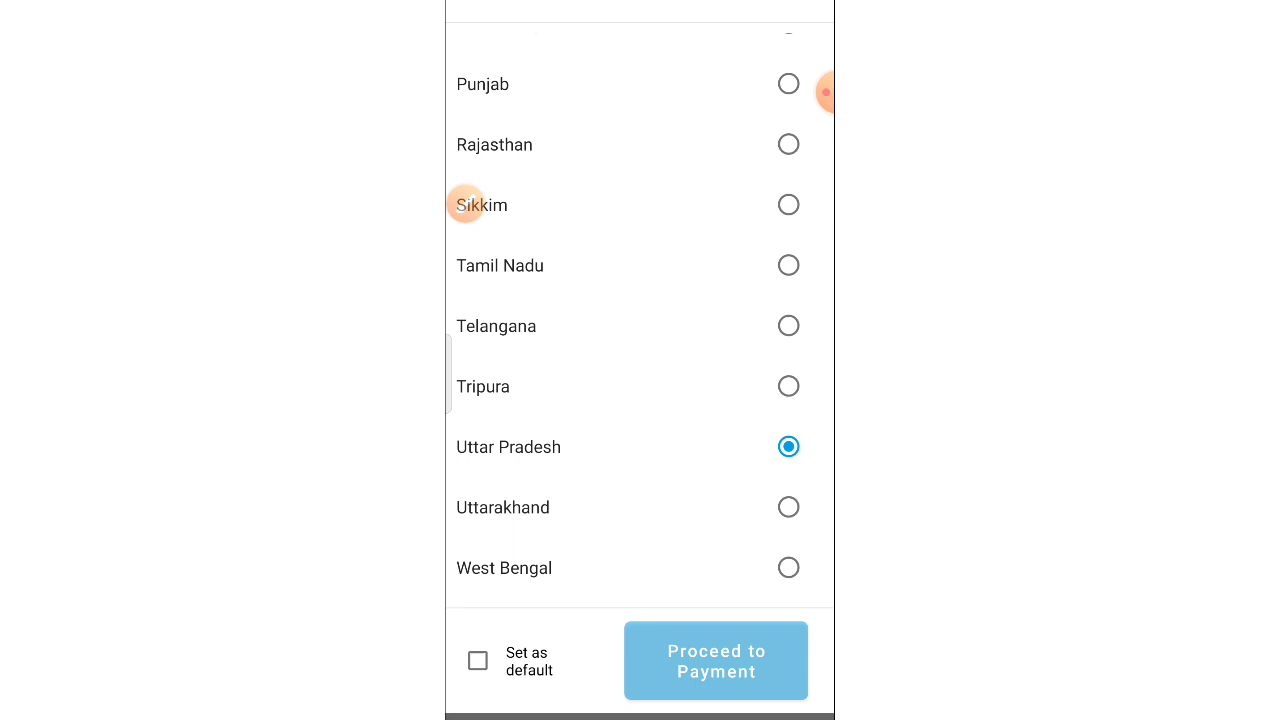 Punjab
Rajasthan
Sikkim
Tamil Nadu
Telangana
Tripura
Uttar Pradesh
Uttarakhand
West Bengal
Set as
default
Proceed to
Payment